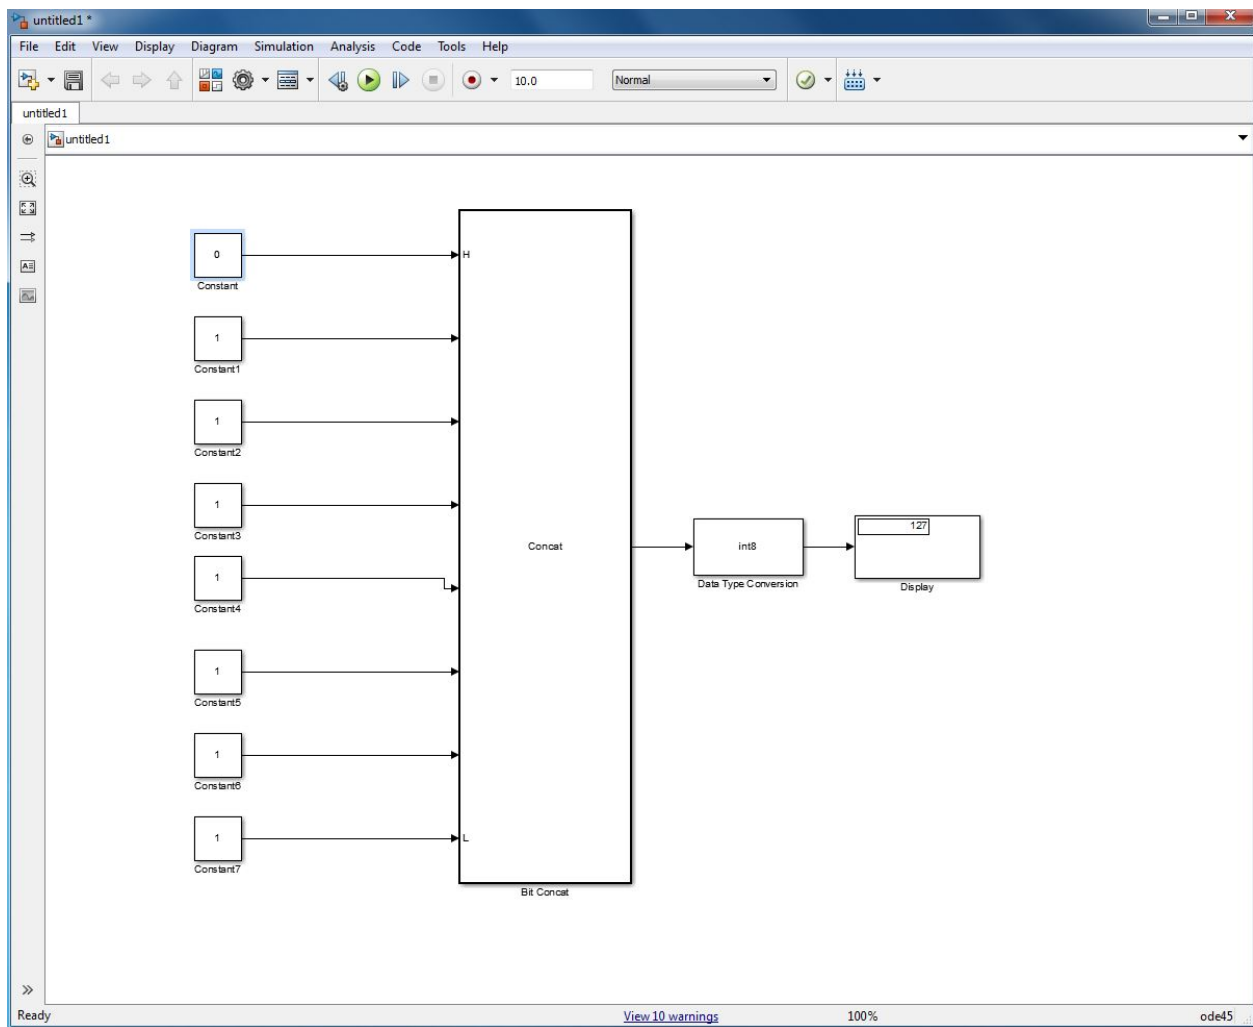 untitled1 *
File Edit View Display Diagram Simulation Analysis Code Tools Help
10.0 Normal
untitled1
untitled1
0
Constant
H
1
Constant1
1
Constant2
1
Constant3
1
Constant4
Concat
int8
Data Type Conversion
127
Display
1
Constant5
1
Constant6
1
Constant7
L
Bit Concat
Ready View 10 warnings 100% ode45